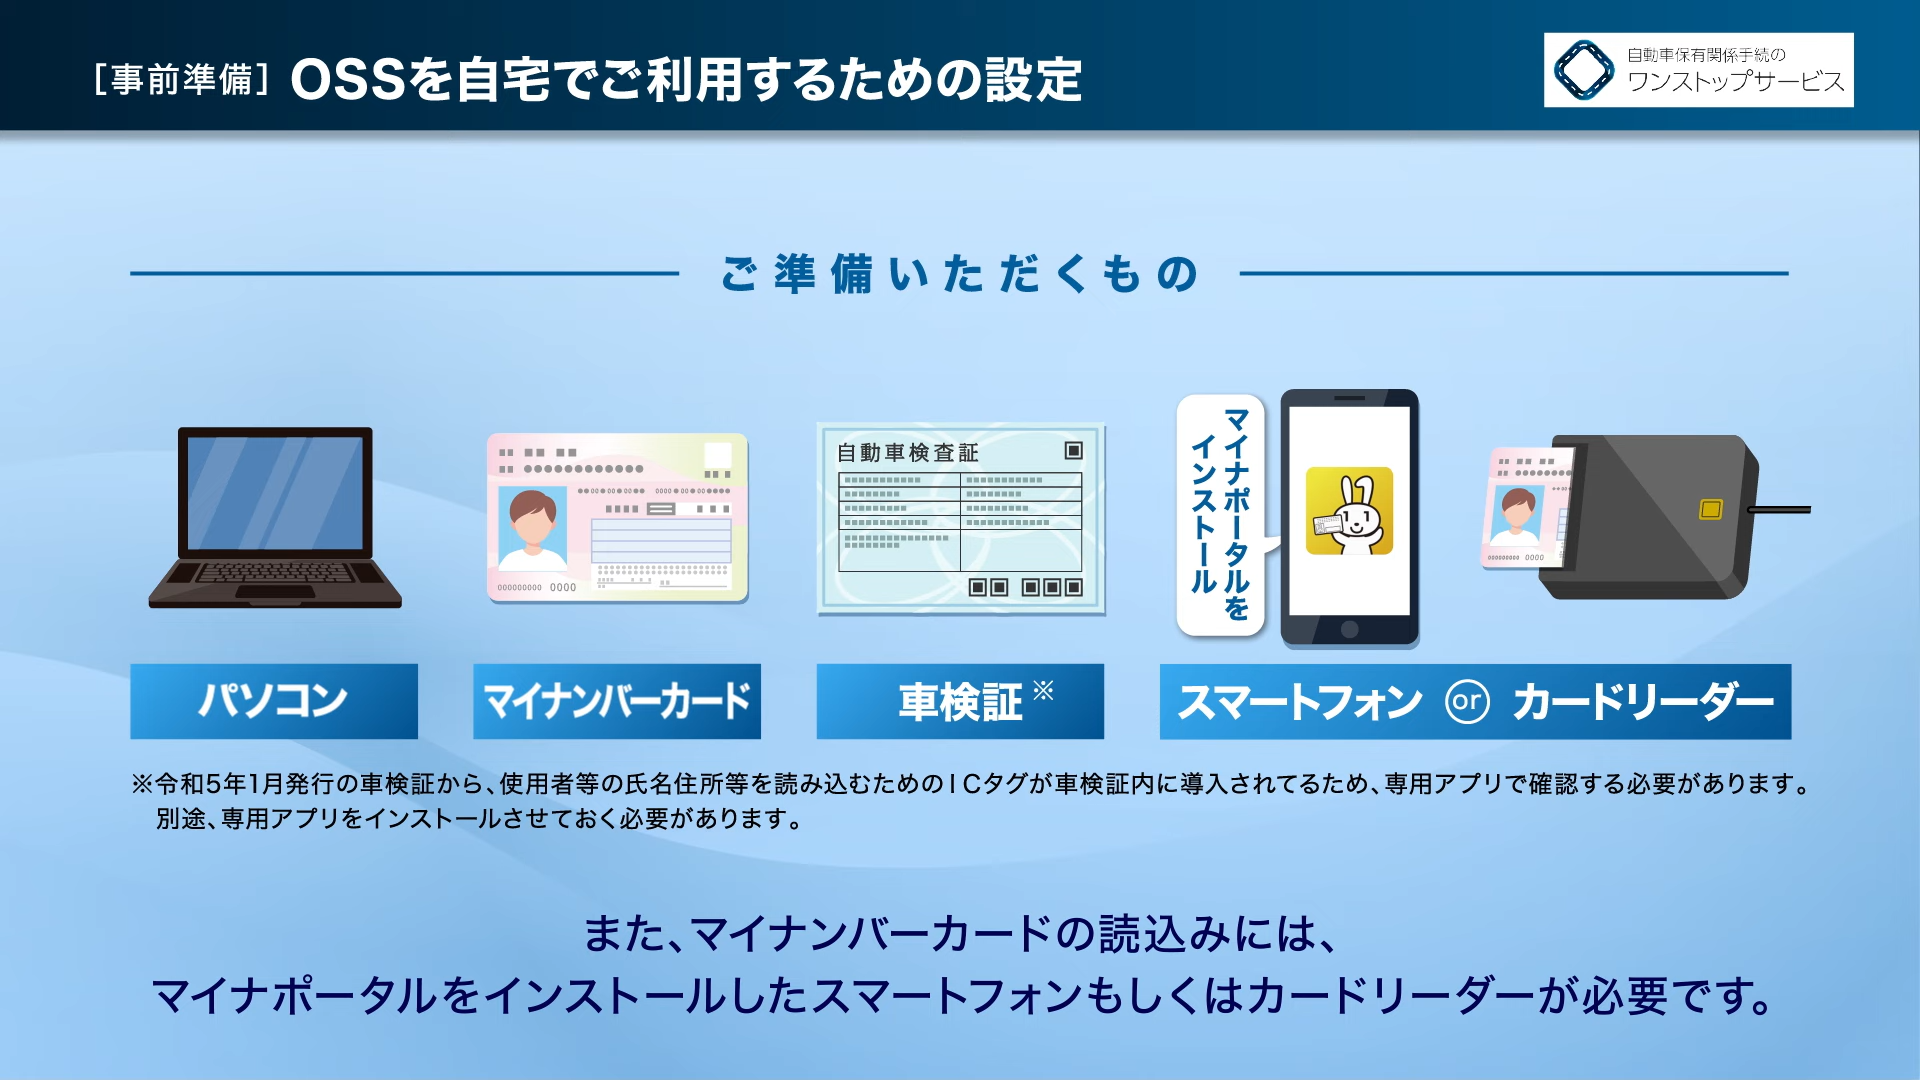 [事前準備] OSSを自宅でご利用するための設定
自動車保有関係手続の
ワンストップサービス
ご準備いただくもの
マイナポータルを
インストール
自動車検査証
000000000 0000
000000000 0000
パソコン
マイナンバーカード
車検証※
スマートフォン or カードリーダー
※令和5年1月発行の車検証から、使用者等の氏名住所等を読み込むためのICタグが車検証内に導入されてるため、専用アプリで確認する必要があります。
別途、専用アプリをインストールさせておく必要があります。
また、マイナンバーカードの読込みには、
マイナポータルをインストールしたスマートフォンもしくはカードリーダーが必要です。